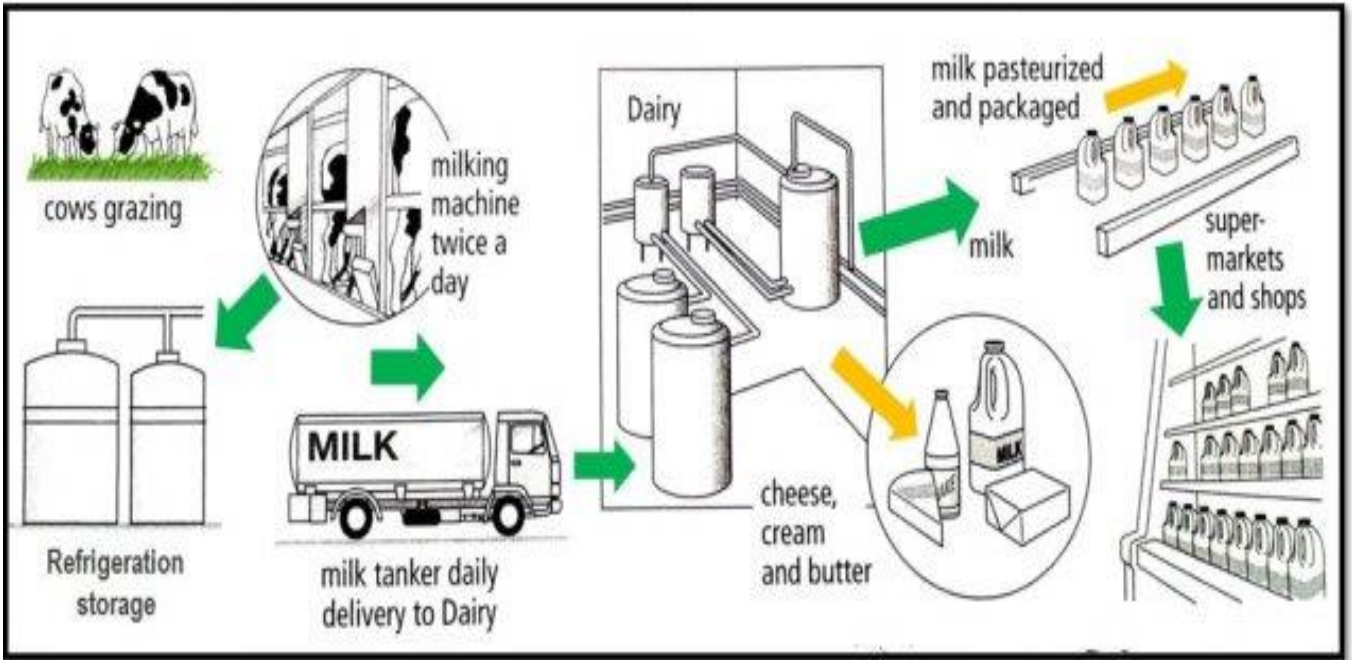 cows grazing
milking
machine
twice a
day
Refrigeration
storage
MILK
milk tanker daily
delivery to Dairy
Dairy
milk
milk pasteurized
and packaged
cheese,
cream
and butter
MILK
super-
markets
and shops